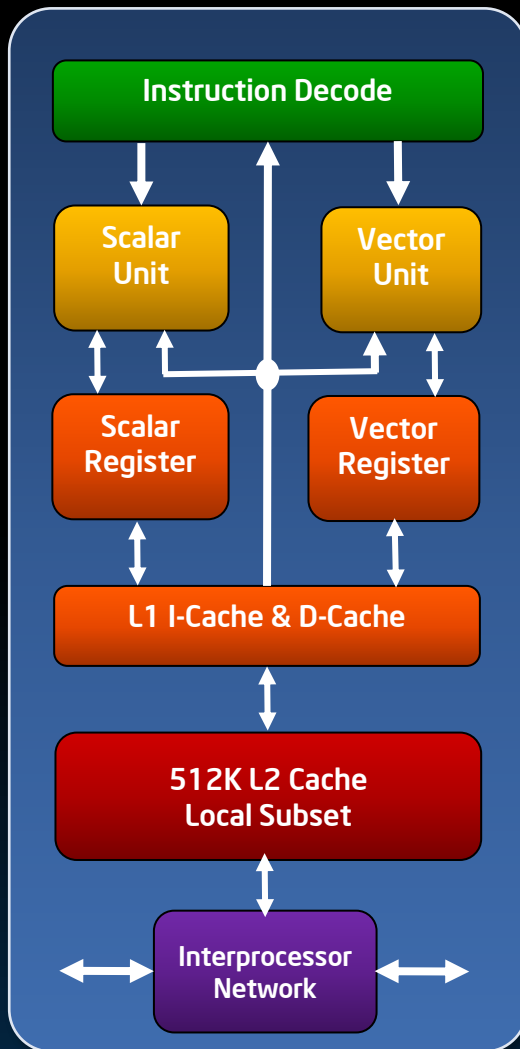 Instruction Decode
Scalar
Unit
Vector
Unit
Scalar
Register
Vector
Register
L1 I-Cache & D-Cache
512K L2 Cache
Local Subset
Interprocessor
Network